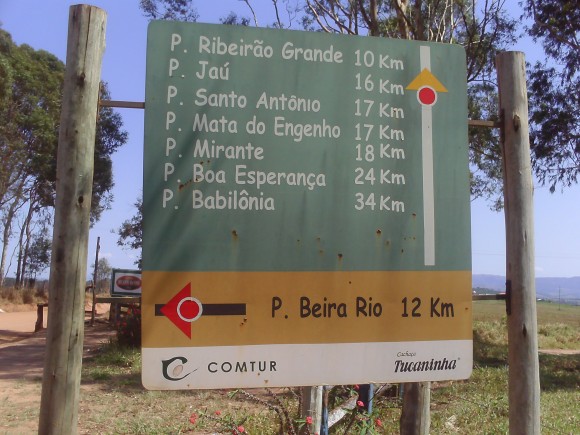 P. Ribeirão Grande 10 Km
P. Jaú 16 Km
P. Santo Antônio 17 Km
P. Mata do Engenho 17 Km
P. Mirante 18 Km
P. Boa Esperança 24 Km
P. Babilônia 34 Km
P. Beira Rio 12 Km
COMTUR
Cachaça
Tucaninha